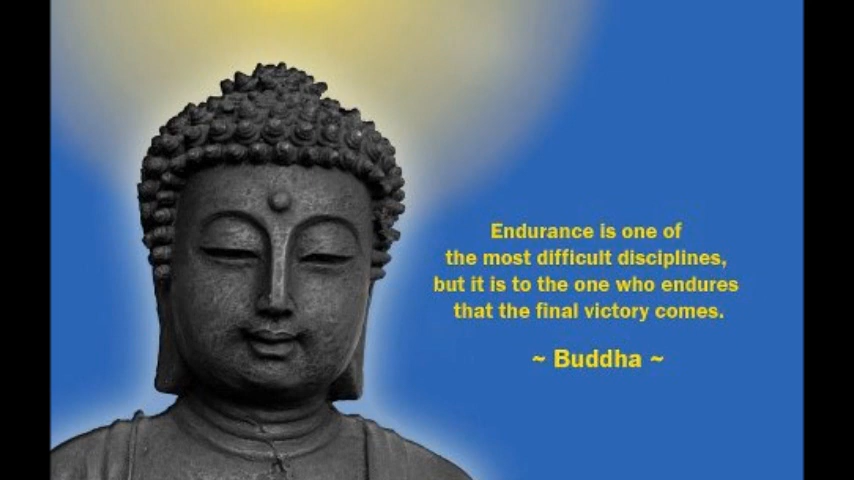 Endurance is one of
the most difficult disciplines,
but it is to the one who endures
that the final victory comes.
~ Buddha ~